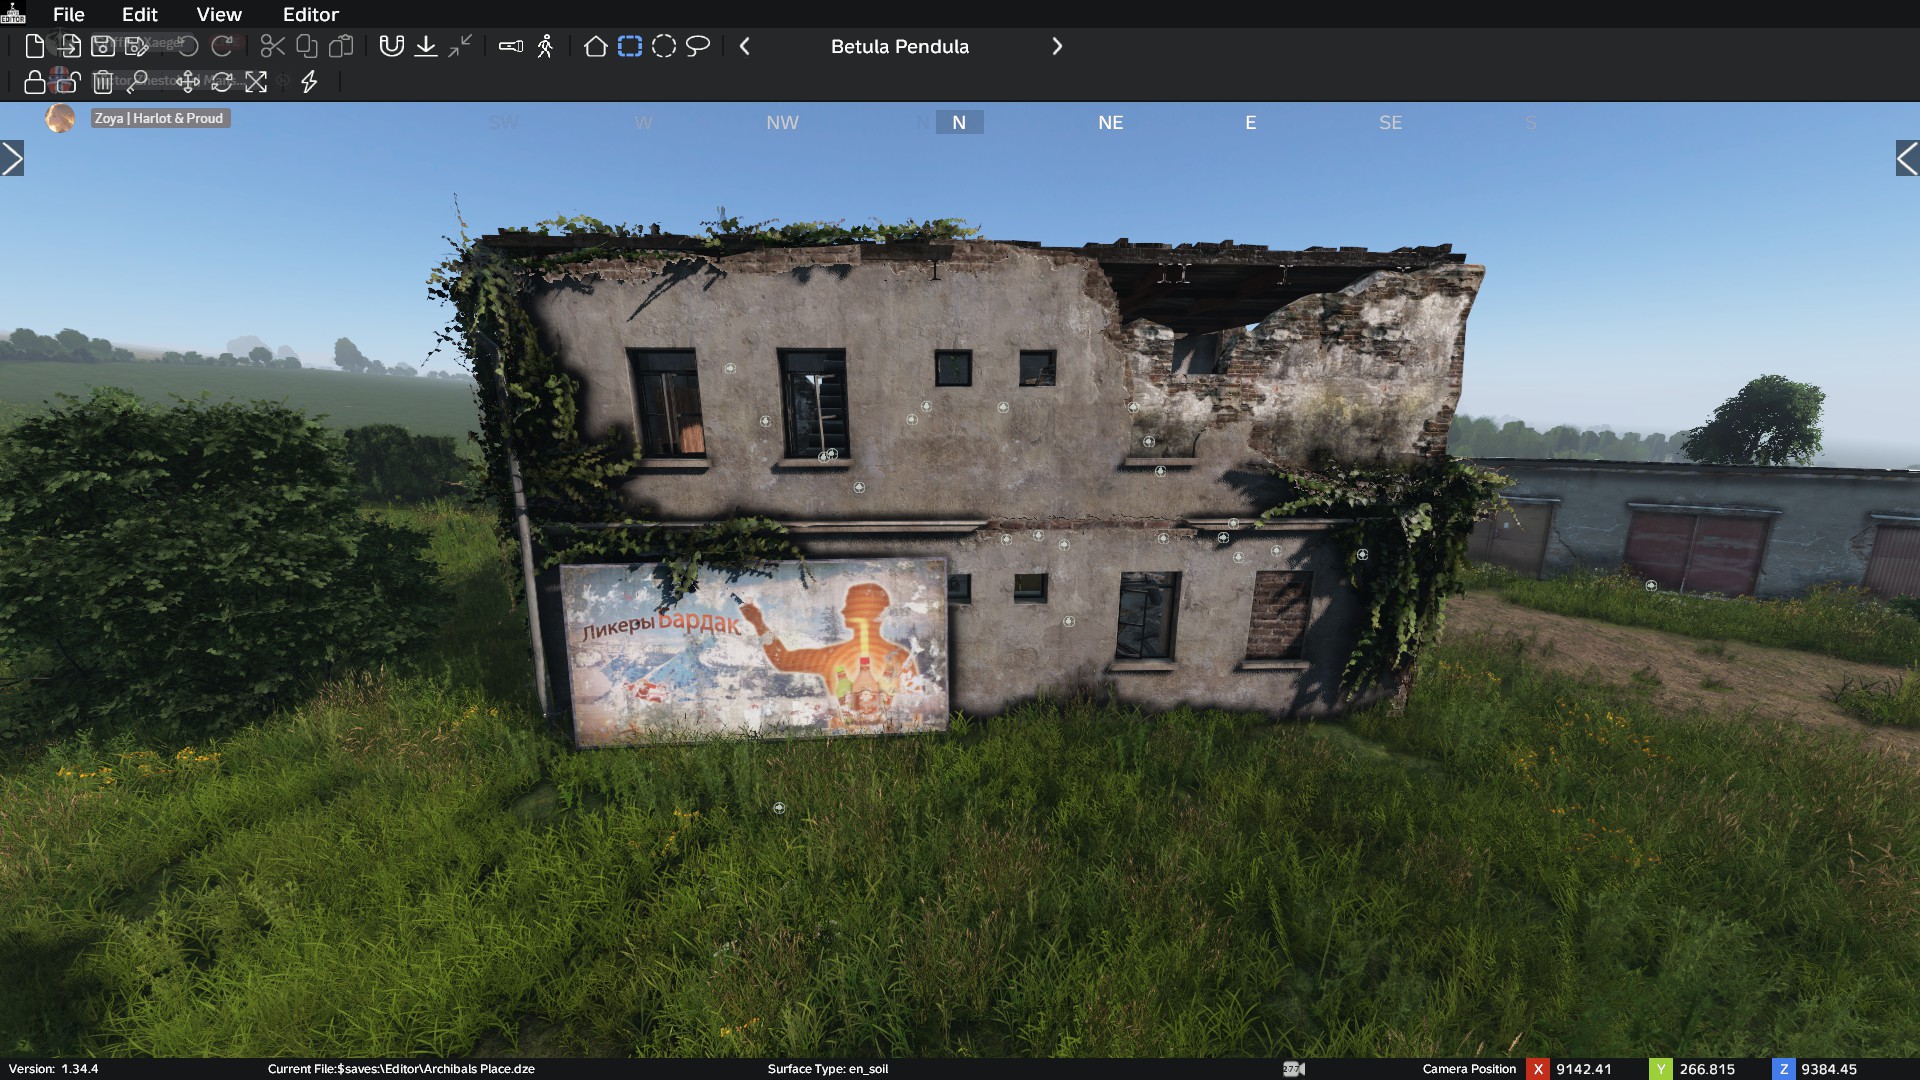 File Edit View Editor
Betula Pendula
Zoya | Harlot & Proud
SW W NW N N NE E SE S
Ликеры Бардак
Version: 1.34.4 Current File:$saves:\Editor\Archibals Place.dze Surface Type: en_soil 277 Camera Position X 9142.41 Y 266.815 Z 9384.45